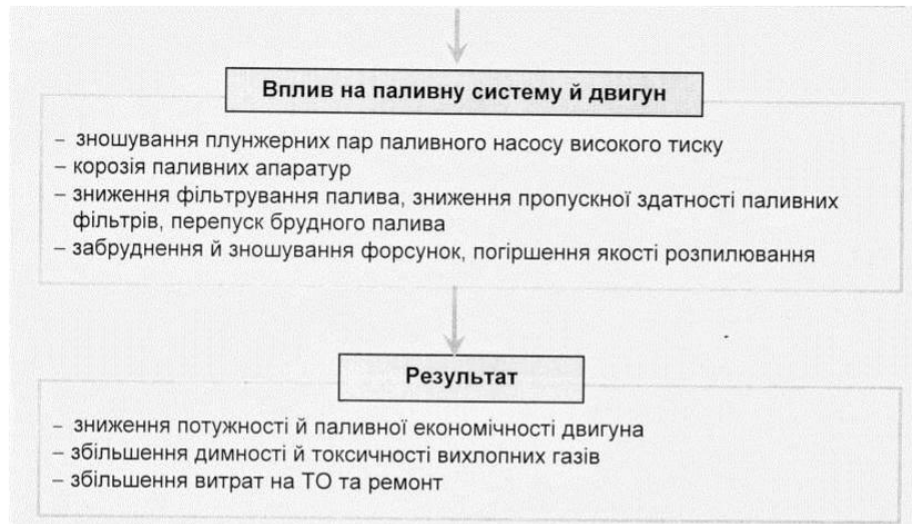 Вплив на паливну систему й двигун
– зношування плунжерних пар паливного насосу високого тиску
– корозія паливних апаратур
– зниження фільтрування палива, зниження пропускної здатності паливних
фільтрів, перепуск брудного палива
– забруднення й зношування форсунок, погіршення якості розпилювання
Результат
– зниження потужності й паливної економічності двигуна
– збільшення димності й токсичності вихлопних газів
– збільшення витрат на ТО та ремонт